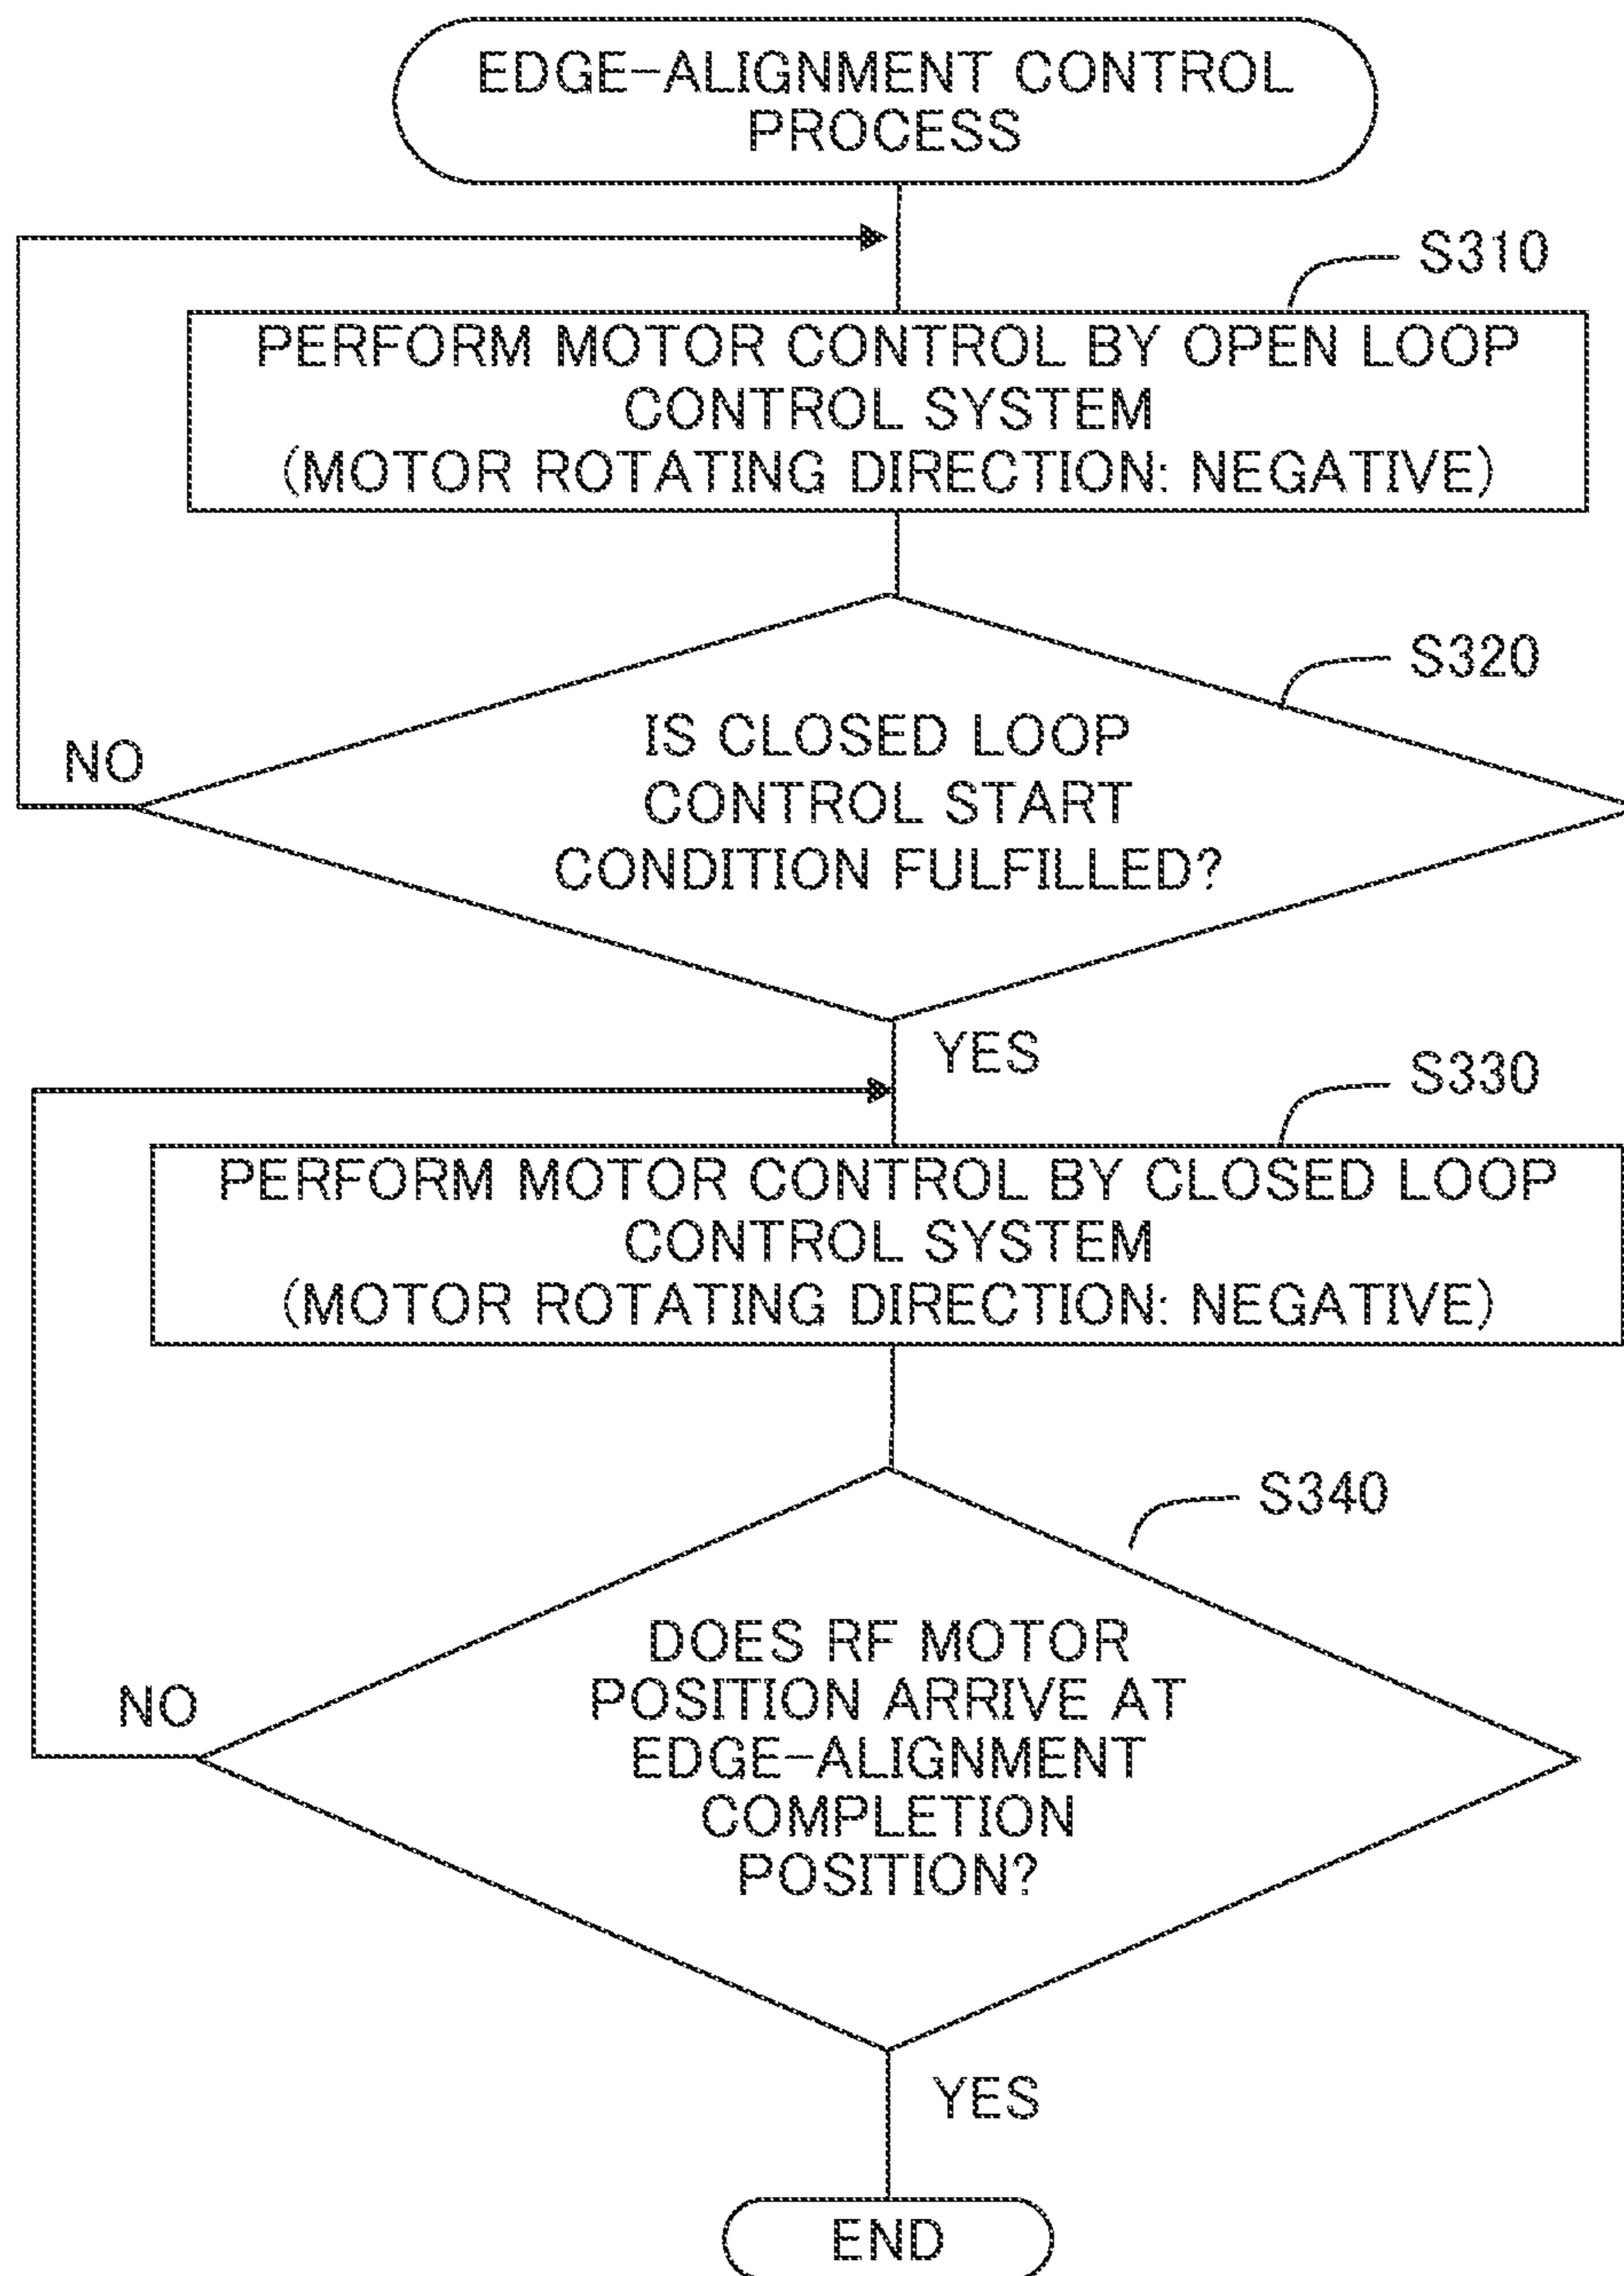 EDGE-ALIGNMENT CONTROL
PROCESS
S310
PERFORM MOTOR CONTROL BY OPEN LOOP
CONTROL SYSTEM
(MOTOR ROTATING DIRECTION: NEGATIVE)
S320
IS CLOSED LOOP
CONTROL START
CONDITION FULFILLED?
NO
YES
S330
PERFORM MOTOR CONTROL BY CLOSED LOOP
CONTROL SYSTEM
(MOTOR ROTATING DIRECTION: NEGATIVE)
S340
DOES RF MOTOR
POSITION ARRIVE AT
EDGE-ALIGNMENT
COMPLETION
POSITION?
NO
YES
END